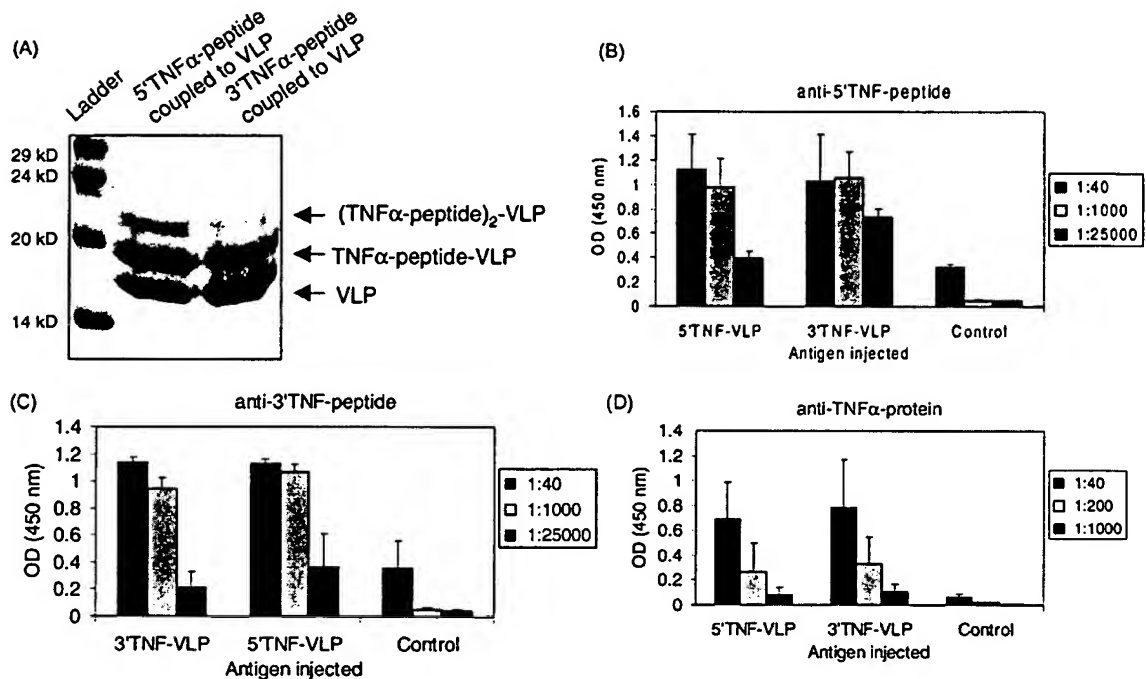 (A)
Ladder
5'TNFα-peptide
coupled to VLP
3'TNFα-peptide
coupled to VLP
29 kD
24 kD
20 kD
14 kD
(TNFα-peptide)2-VLP
TNFα-peptide-VLP
VLP
(B)
anti-5'TNF-peptide
OD (450 nm)
1.6
1.4
1.2
1
0.8
0.6
0.4
0.2
0
5'TNF-VLP 3'TNF-VLP Control
Antigen injected
1:40
1:1000
1:25000
(C)
anti-3'TNF-peptide
OD (450 nm)
1.4
1.2
1
0.8
0.6
0.4
0.2
0
3'TNF-VLP 5'TNF-VLP Control
Antigen injected
1:40
1:1000
1:25000
(D)
anti-TNFα-protein
OD (450 nm)
1.4
1.2
1
0.8
0.6
0.4
0.2
0
5'TNF-VLP 3'TNF-VLP Control
Antigen injected
1:40
1:200
1:1000